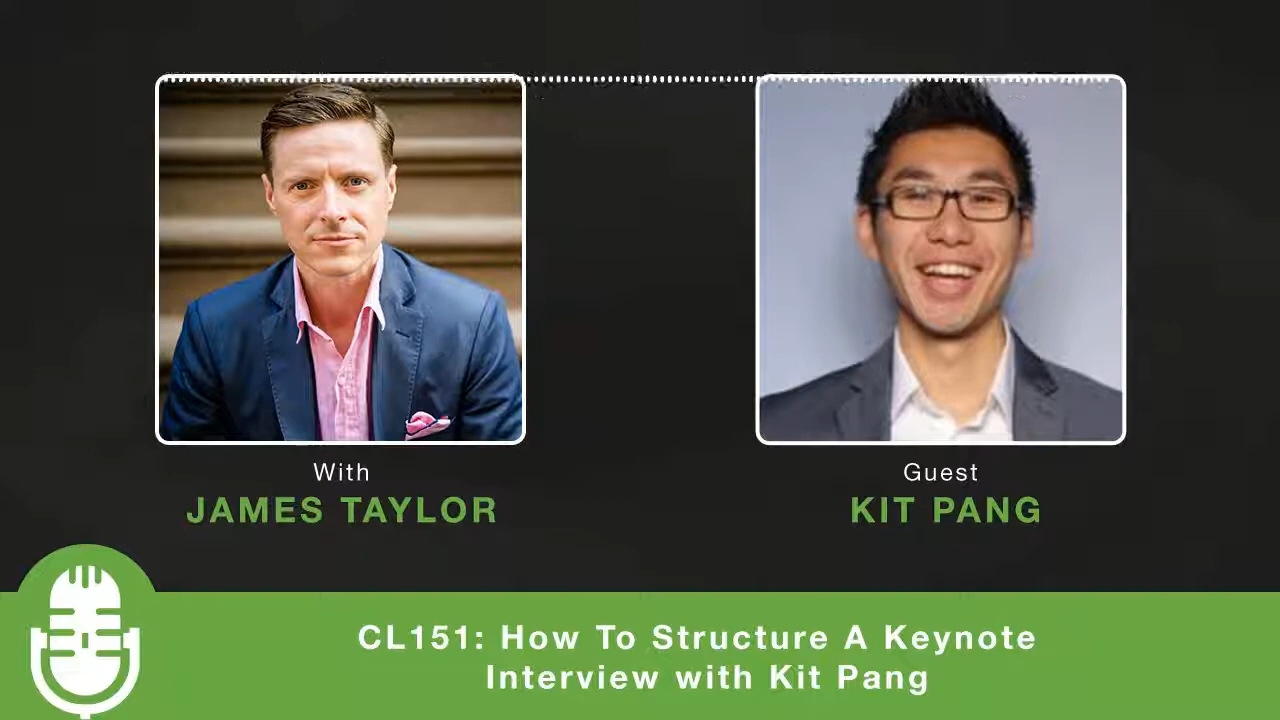 With
JAMES TAYLOR
Guest
KIT PANG
CL151: How To Structure A Keynote
Interview with Kit Pang